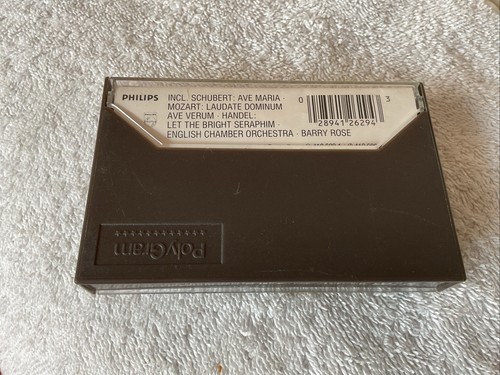 PHILIPS
INCL. SCHUBERT: AVE MARIA ·
MOZART: LAUDATE DOMINUM
AVE VERUM · HANDEL:
LET THE BRIGHT SERAPHIM ·
ENGLISH CHAMBER ORCHESTRA · BARRY ROSE
0 28941 26294 3
PolyGram